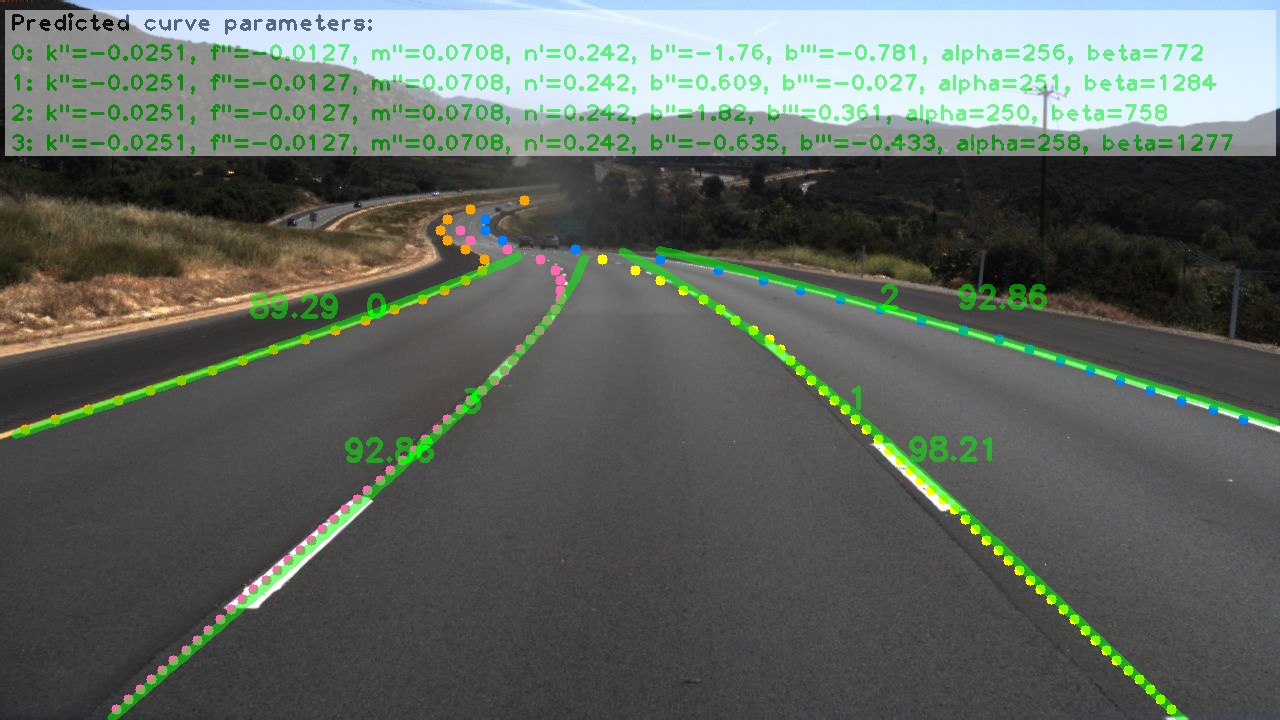 Predicted curve parameters:
0: k"=-0.0251, f"=-0.0127, m"=0.0708, n'=0.242, b"=-1.76, b'''=-0.781, alpha=256, beta=772
1: k"=-0.0251, f"=-0.0127, m"=0.0708, n'=0.242, b"=0.609, b'''=-0.027, alpha=251, beta=1284
2: k"=-0.0251, f"=-0.0127, m"=0.0708, n'=0.242, b"=1.82, b'''=0.361, alpha=250, beta=758
3: k"=-0.0251, f"=-0.0127, m"=0.0708, n'=0.242, b"=-0.635, b'''=-0.433, alpha=258, beta=1277
89.29 0 2 92.86
3 1
92.86 98.21